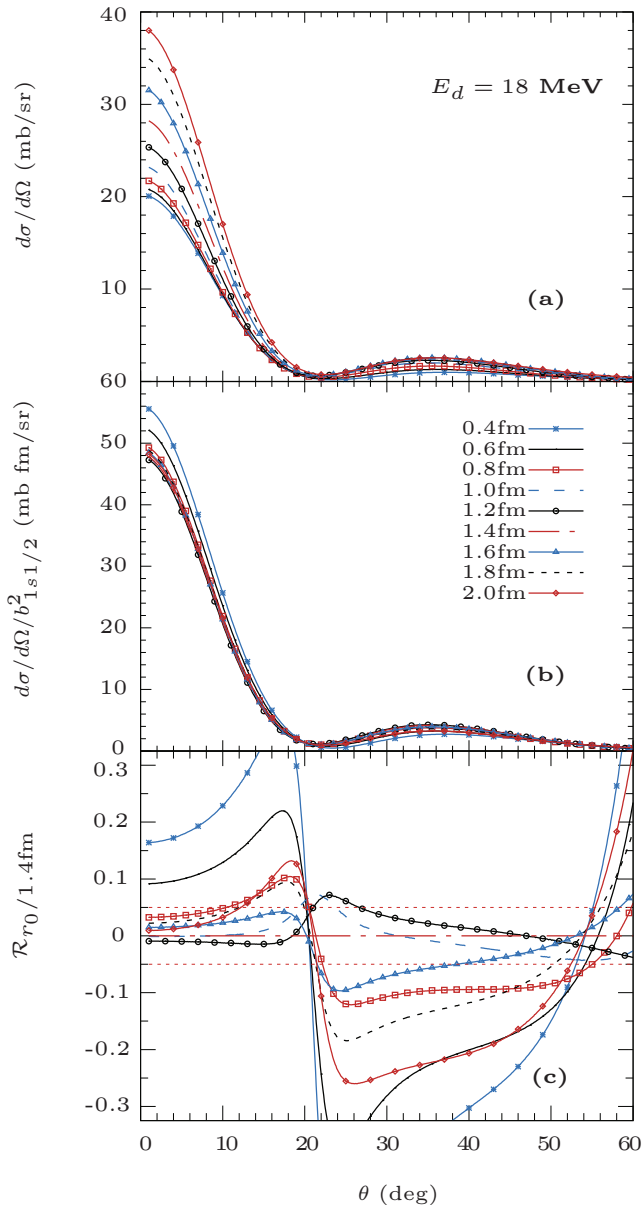 40
30
20
10
60
dσ/dΩ (mb/sr)
E_d = 18 MeV
(a)
50
40
30
20
10
0
dσ/dΩ/b²_{1s1/2} (mb fm/sr)
0.4fm
0.6fm
0.8fm
1.0fm
1.2fm
1.4fm
1.6fm
1.8fm
2.0fm
(b)
0.3
0.2
0.1
0
-0.1
-0.2
-0.3
R_{r_0/1.4fm}
(c)
0 10 20 30 40 50 60
θ (deg)